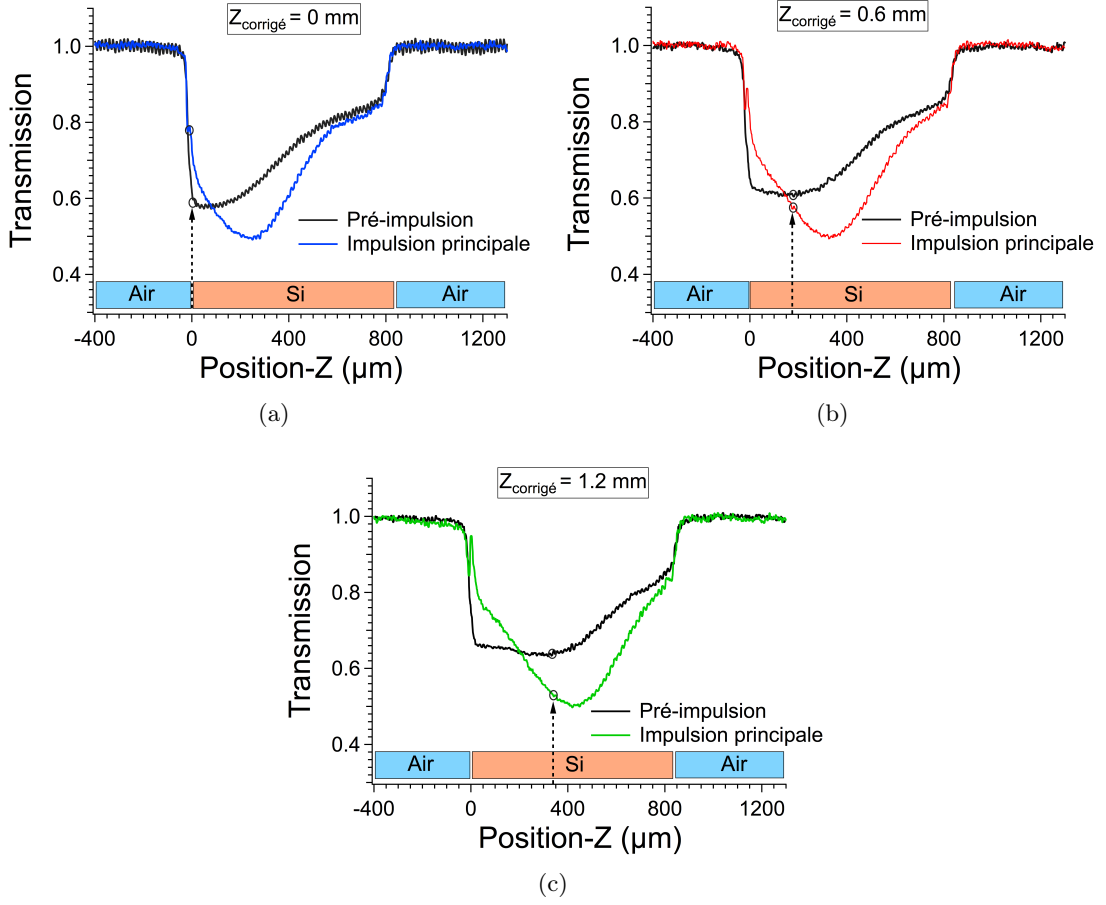 Z corrigé = 0 mm
1.0
0.8
0.6
0.4
Transmission
Pré-impulsion
Impulsion principale
Air Si Air
-400 0 400 800 1200
Position-Z (µm)
(a)
Z corrigé = 0.6 mm
1.0
0.8
0.6
0.4
Transmission
Pré-impulsion
Impulsion principale
Air Si Air
-400 0 400 800 1200
Position-Z (µm)
(b)
Z corrigé = 1.2 mm
1.0
0.8
0.6
0.4
Transmission
Pré-impulsion
Impulsion principale
Air Si Air
-400 0 400 800 1200
Position-Z (µm)
(c)